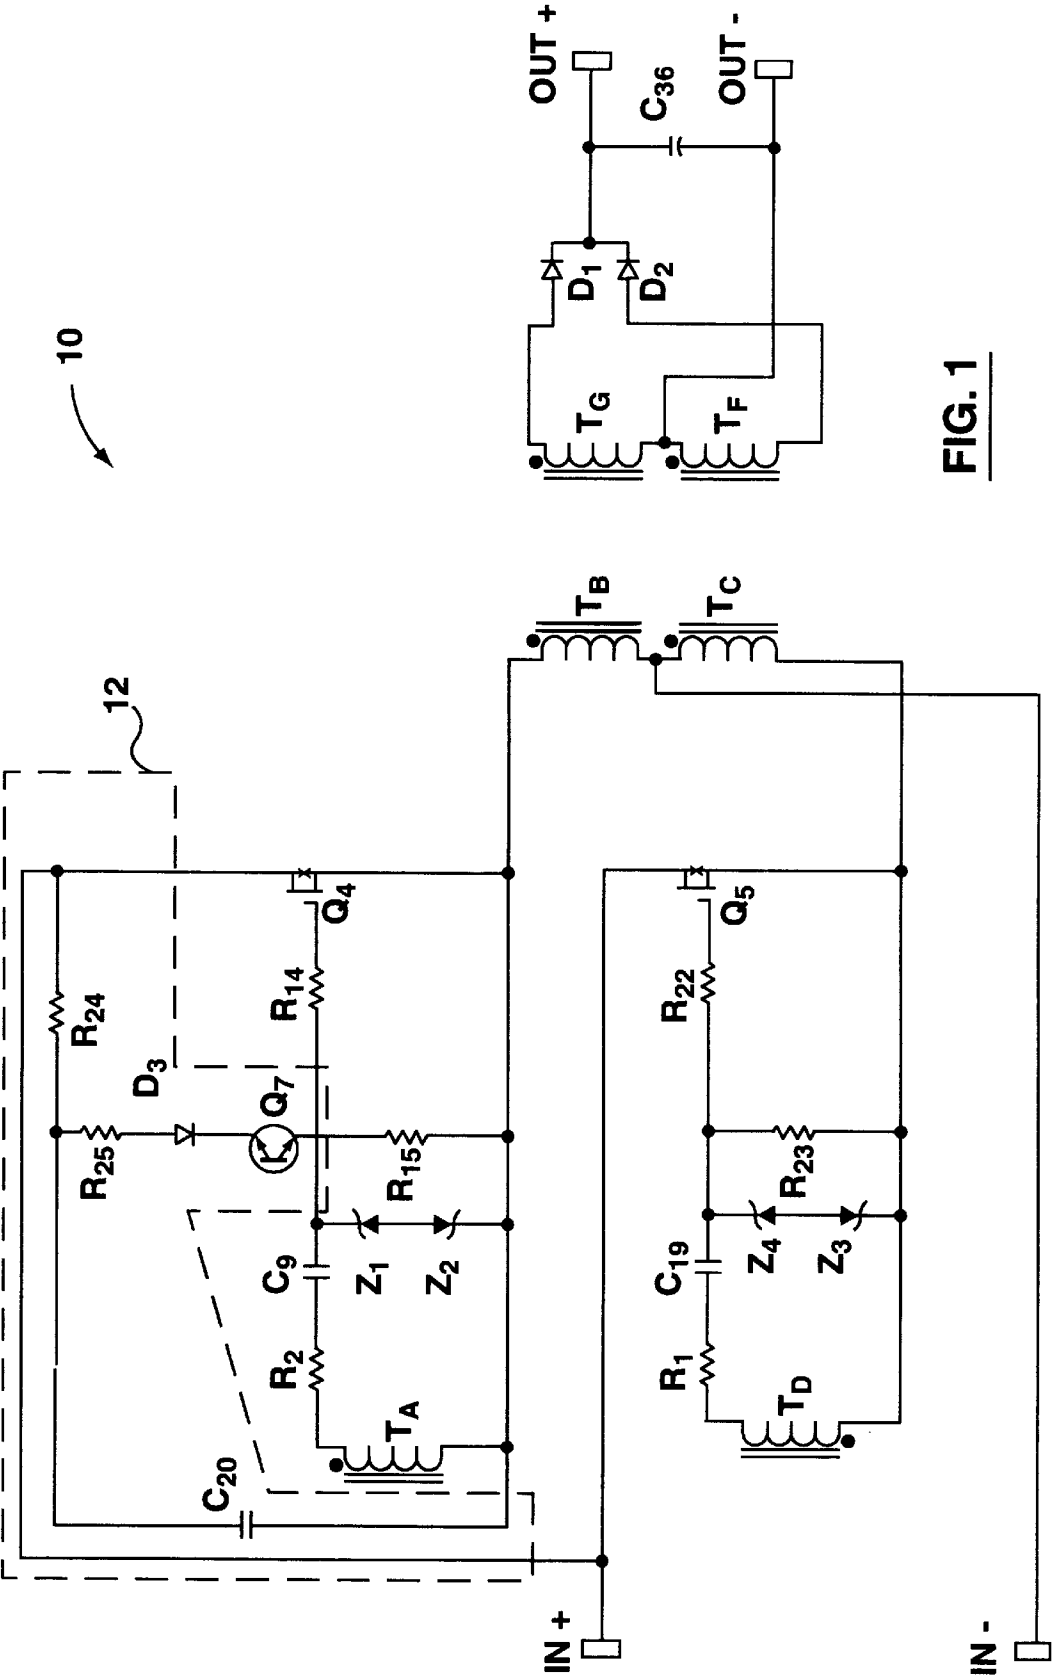 10
12
R24
R25
D3
Q7
R14
Q4
C20
C9
R2
Z1
Z2
R15
TA
TB
TC
TG
TF
D1
D2
C36
OUT +
OUT -
IN +
IN -
R22
Q5
C19
R1
Z4
Z3
R23
TD
FIG. 1